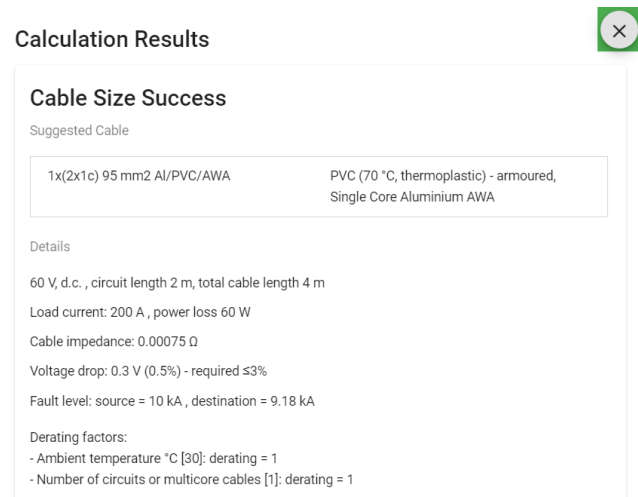 Calculation Results
Cable Size Success
Suggested Cable
1x(2x1c) 95 mm2 Al/PVC/AWA
PVC (70 °C, thermoplastic) - armoured,
Single Core Aluminium AWA
Details
60 V, d.c. , circuit length 2 m, total cable length 4 m
Load current: 200 A , power loss 60 W
Cable impedance: 0.00075 Ω
Voltage drop: 0.3 V (0.5%) - required ≤3%
Fault level: source = 10 kA , destination = 9.18 kA
Derating factors:
- Ambient temperature °C [30]: derating = 1
- Number of circuits or multicore cables [1]: derating = 1